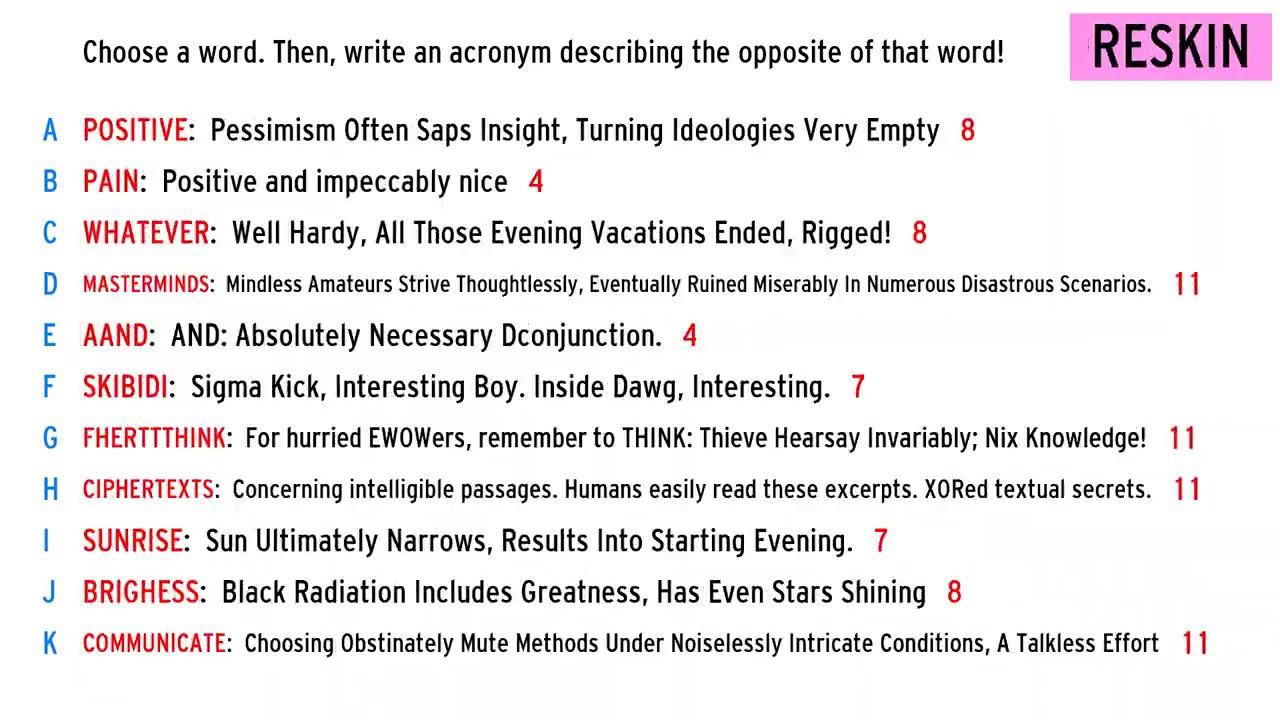 Choose a word. Then, write an acronym describing the opposite of that word!
RESKIN
A POSITIVE: Pessimism Often Saps Insight, Turning Ideologies Very Empty 8
B PAIN: Positive and impeccably nice 4
C WHATEVER: Well Hardy, All Those Evening Vacations Ended, Rigged! 8
D MASTERMINDS: Mindless Amateurs Strive Thoughtlessly, Eventually Ruined Miserably In Numerous Disastrous Scenarios. 11
E AAND: AND: Absolutely Necessary Dconjunction. 4
F SKIBIDI: Sigma Kick, Interesting Boy. Inside Dawg, Interesting. 7
G FHERTTTHINK: For hurried EWOWers, remember to THINK: Thieve Hearsay Invariably; Nix Knowledge! 11
H CIPHERTEXTS: Concerning intelligible passages. Humans easily read these excerpts. XORed textual secrets. 11
I SUNRISE: Sun Ultimately Narrows, Results Into Starting Evening. 7
J BRIGHESS: Black Radiation Includes Greatness, Has Even Stars Shining 8
K COMMUNICATE: Choosing Obstinately Mute Methods Under Noiselessly Intricate Conditions, A Talkless Effort 11